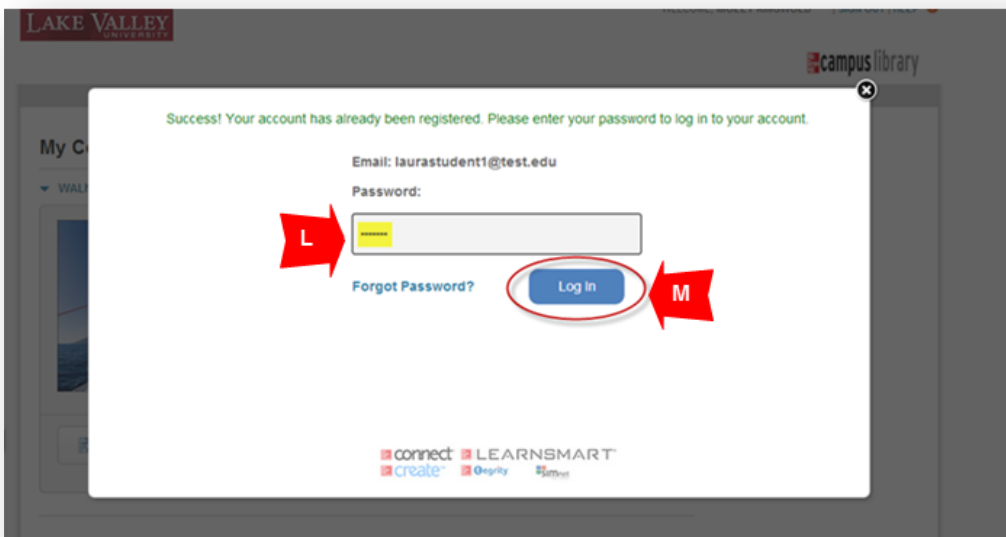 LAKE VALLEY
UNIVERSITY
campus library
Success! Your account has already been registered. Please enter your password to log in to your account.
My C
Email: laurastudent1@test.edu
Password:
L
Forgot Password?
Log In
M
connect LEARNSMART
create tegrity simnet